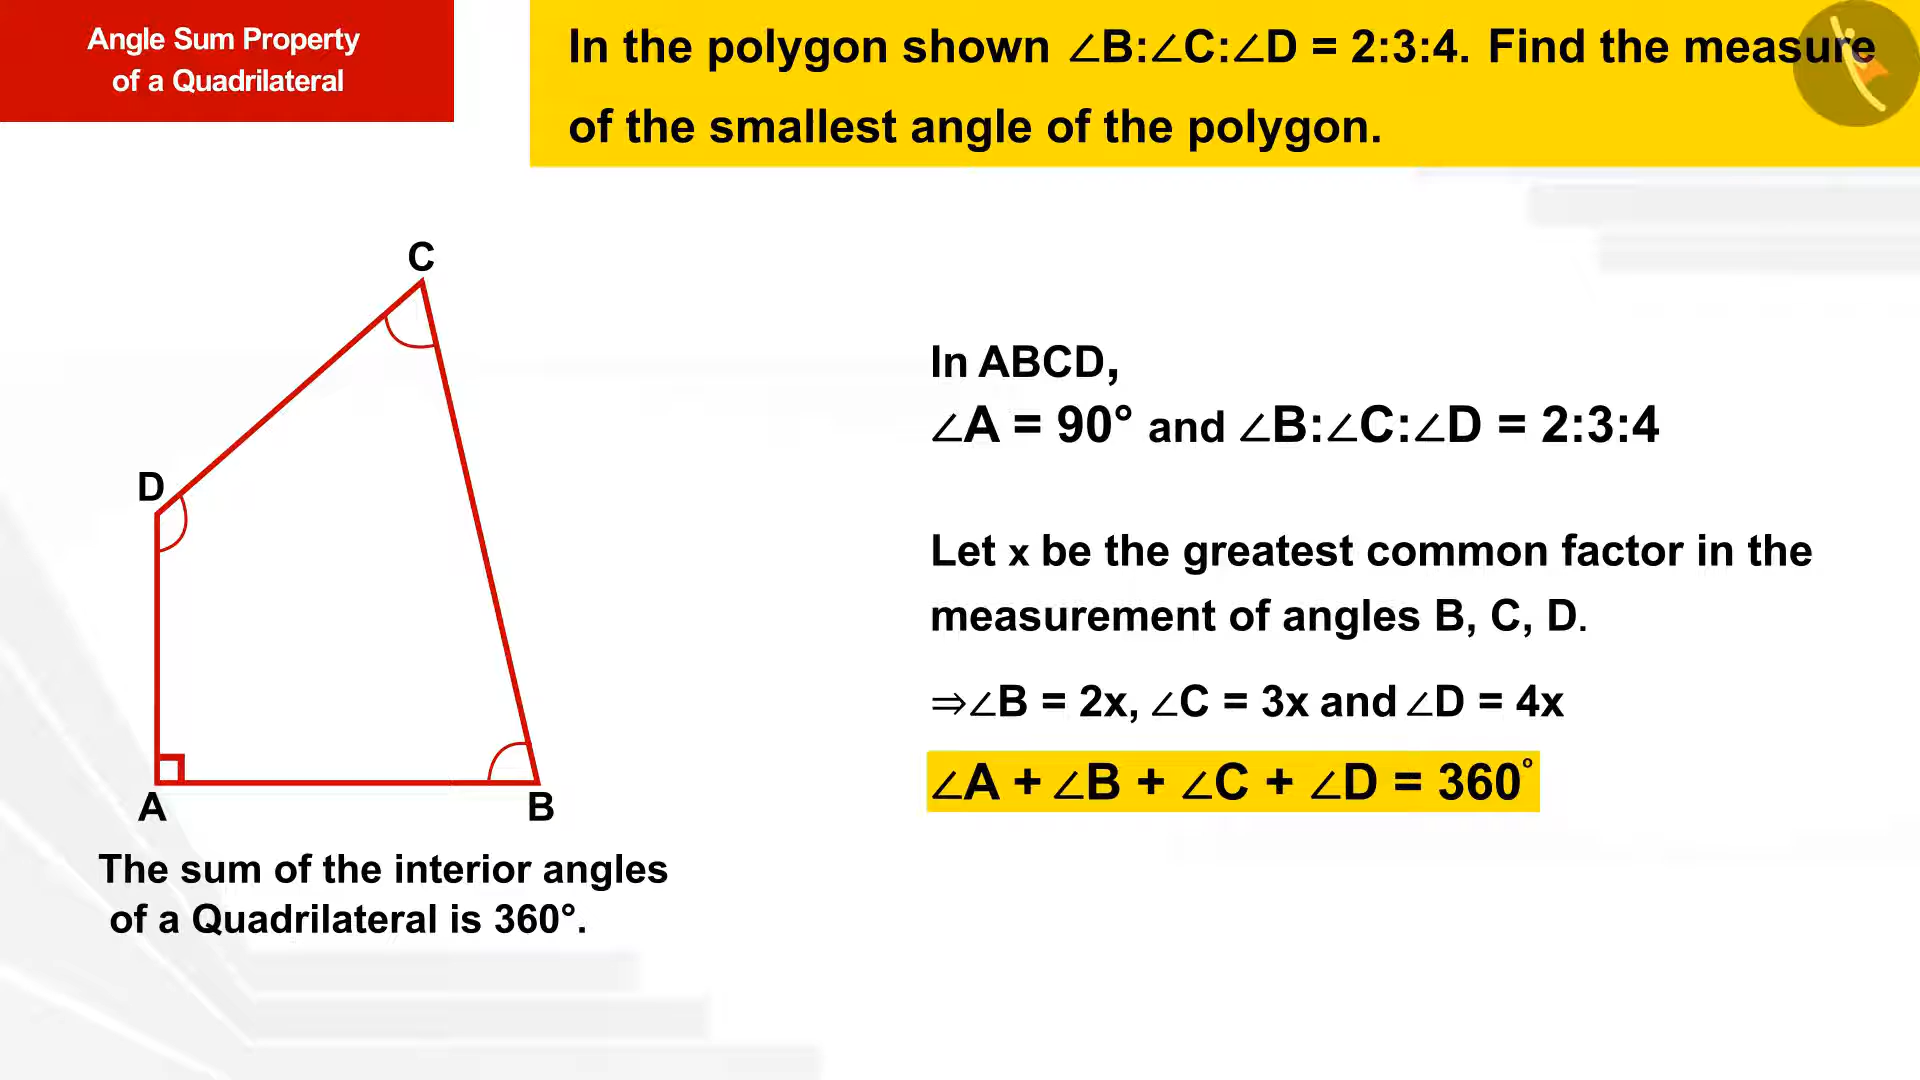 Angle Sum Property
of a Quadrilateral
In the polygon shown ∠B:∠C:∠D = 2:3:4. Find the measure
of the smallest angle of the polygon.
C
D
A
B
The sum of the interior angles
of a Quadrilateral is 360°.
In ABCD,
∠A = 90° and ∠B:∠C:∠D = 2:3:4
Let x be the greatest common factor in the
measurement of angles B, C, D.
⇒∠B = 2x, ∠C = 3x and ∠D = 4x
∠A + ∠B + ∠C + ∠D = 360°